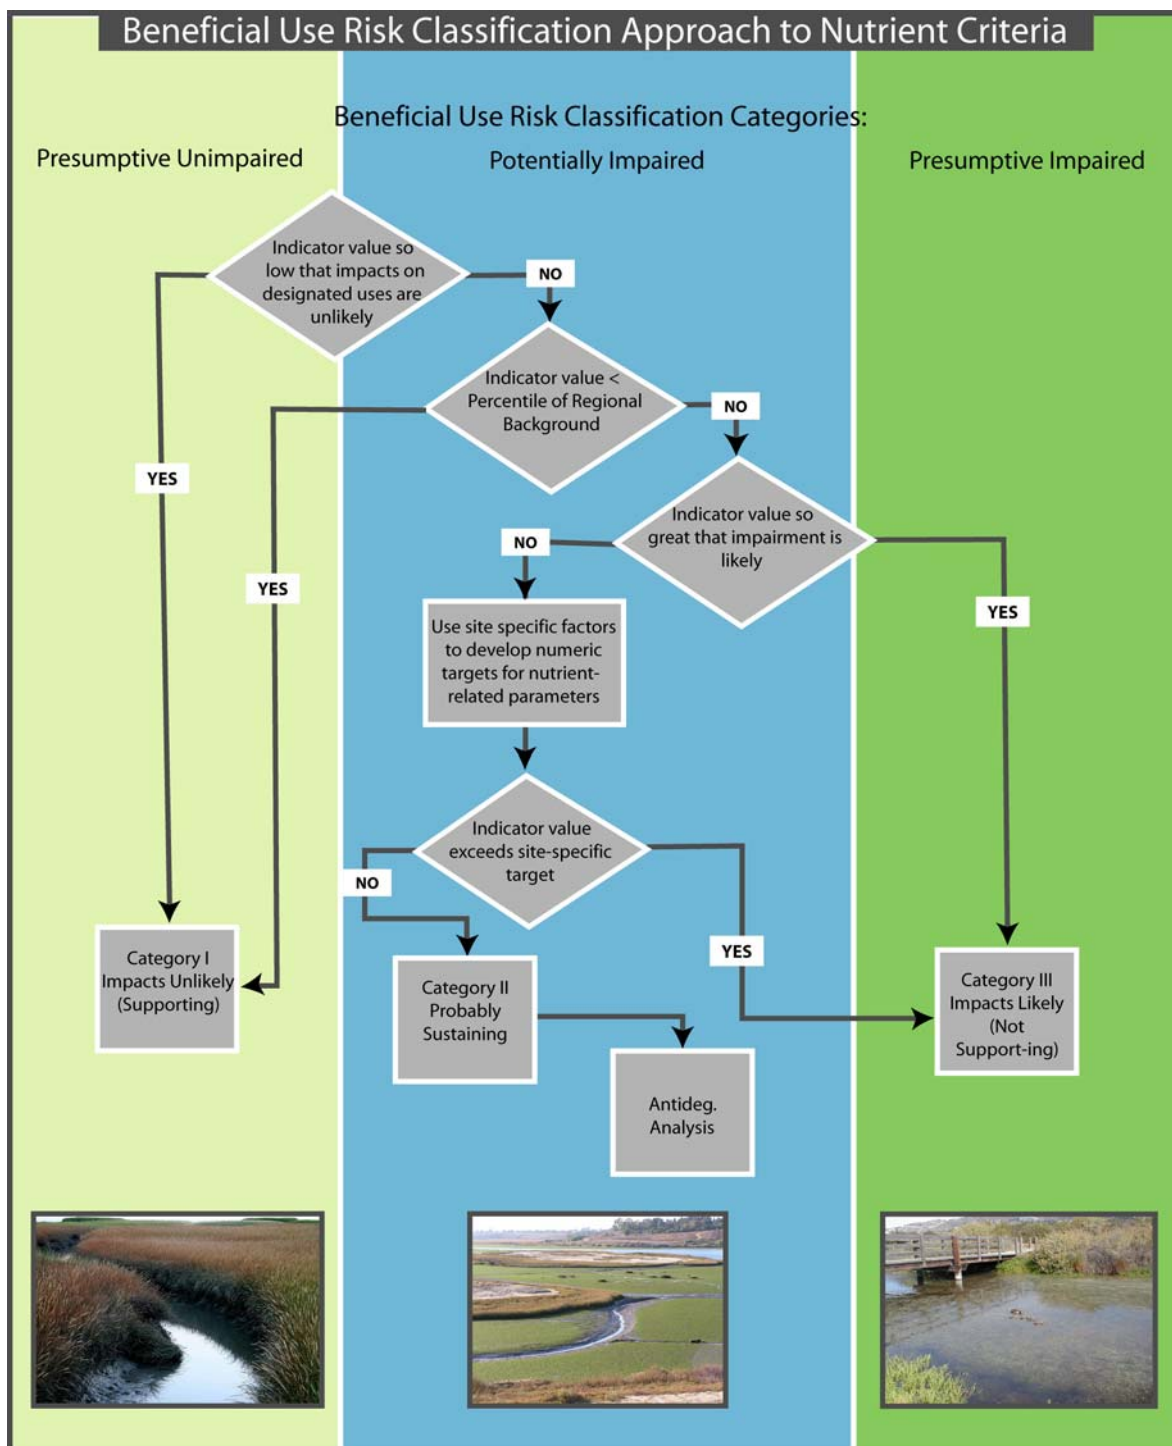 Beneficial Use Risk Classification Approach to Nutrient Criteria
Beneficial Use Risk Classification Categories:
Presumptive Unimpaired
Potentially Impaired
Presumptive Impaired
Indicator value so
low that impacts on
designated uses are
unlikely
NO
Indicator value <
Percentile of Regional
Background
NO
YES
Indicator value so
great that impairment is
likely
NO
YES
YES
Use site specific factors
to develop numeric
targets for nutrient-
related parameters
Indicator value
exceeds site-specific
target
NO
YES
Category I
Impacts Unlikely
(Supporting)
Category II
Probably
Sustaining
Category III
Impacts Likely
(Not
Support-ing)
Antideg.
Analysis